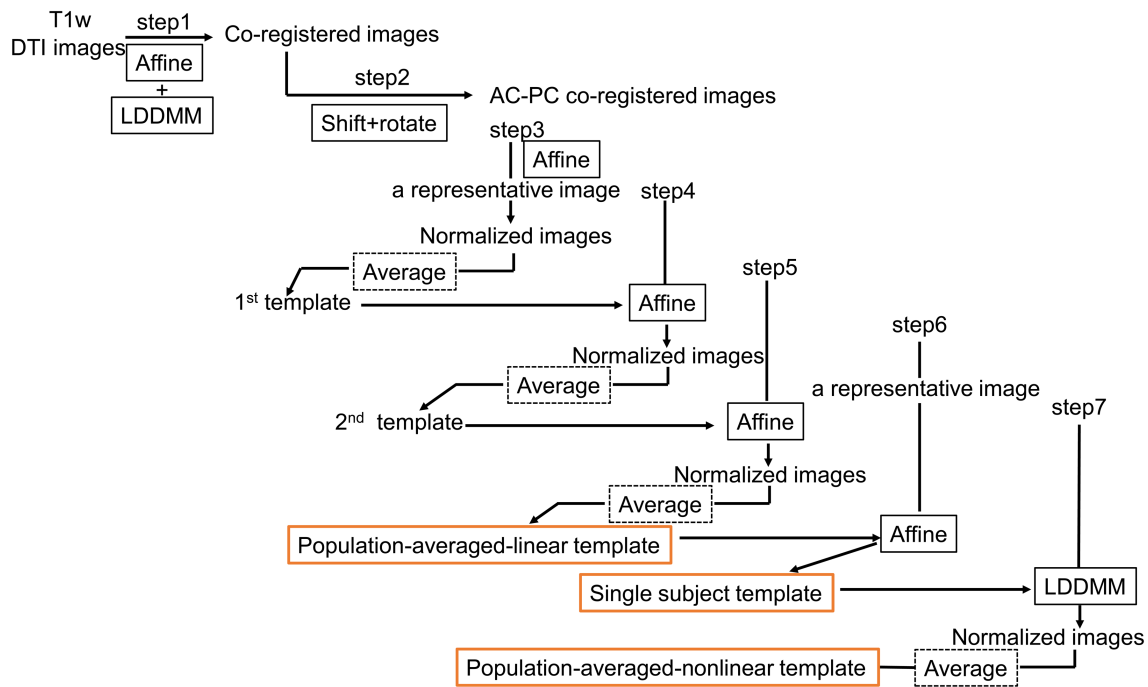 T1w
DTI images
step1
Affine
+
LDDMM
Co-registered images
step2
Shift+rotate
AC-PC co-registered images
step3
Affine
a representative image
Normalized images
Average
1st template
step4
Affine
Normalized images
Average
2nd template
step5
Affine
Normalized images
Average
Population-averaged-linear template
step6
a representative image
Affine
Single subject template
step7
LDDMM
Normalized images
Average
Population-averaged-nonlinear template